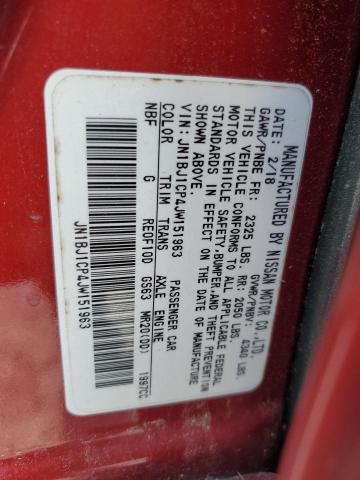 MANUFACTURED BY NISSAN MOTOR CO.,LTD.
2/18 GVWR/PNBV: 4340 LBS.
GAWR/PNBE FR: 2325 LBS. RR: 2050 LBS.
THIS VEHICLE CONFORMS TO ALL APPLICABLE FEDERAL
MOTOR VEHICLE SAFETY,BUMPER,AND THEFT PREVENTION
STANDARDS IN EFFECT ON THE DATE OF MANUFACTURE
SHOWN ABOVE.
VIN: JN1BJ1CP4JW151963 PASSENGER CAR
COLOR TRIM TRANS AXLE ENGINE
NBF G RE0F10D GS63 MR20(DD) 1997CC
JN1BJ1CP4JW151963